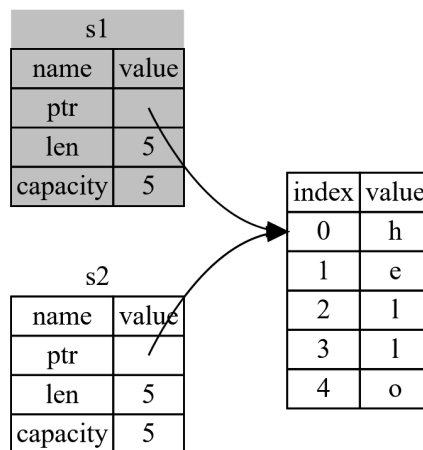 s1
name value
ptr
len 5
capacity 5
s2
name value
ptr
len 5
capacity 5
index value
0 h
1 e
2 l
3 l
4 o